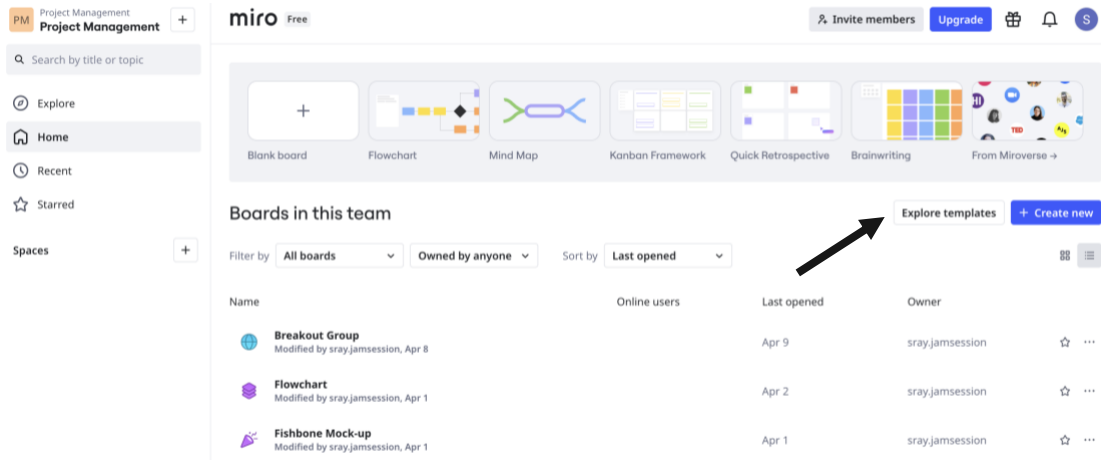 PM
Project Management
Project Management
+
Search by title or topic
Explore
Home
Recent
Starred
Spaces
+
miro Free
Invite members
Upgrade
S
Blank board
Flowchart
Mind Map
Kanban Framework
Quick Retrospective
Brainwriting
TED
From Miroverse →
Boards in this team
Explore templates
+ Create new
Filter by All boards Owned by anyone Sort by Last opened
Name Online users Last opened Owner
Breakout Group
Modified by sray.jamsession, Apr 8
Apr 9 sray.jamsession
Flowchart
Modified by sray.jamsession, Apr 1
Apr 2 sray.jamsession
Fishbone Mock-up
Modified by sray.jamsession, Apr 1
Apr 1 sray.jamsession